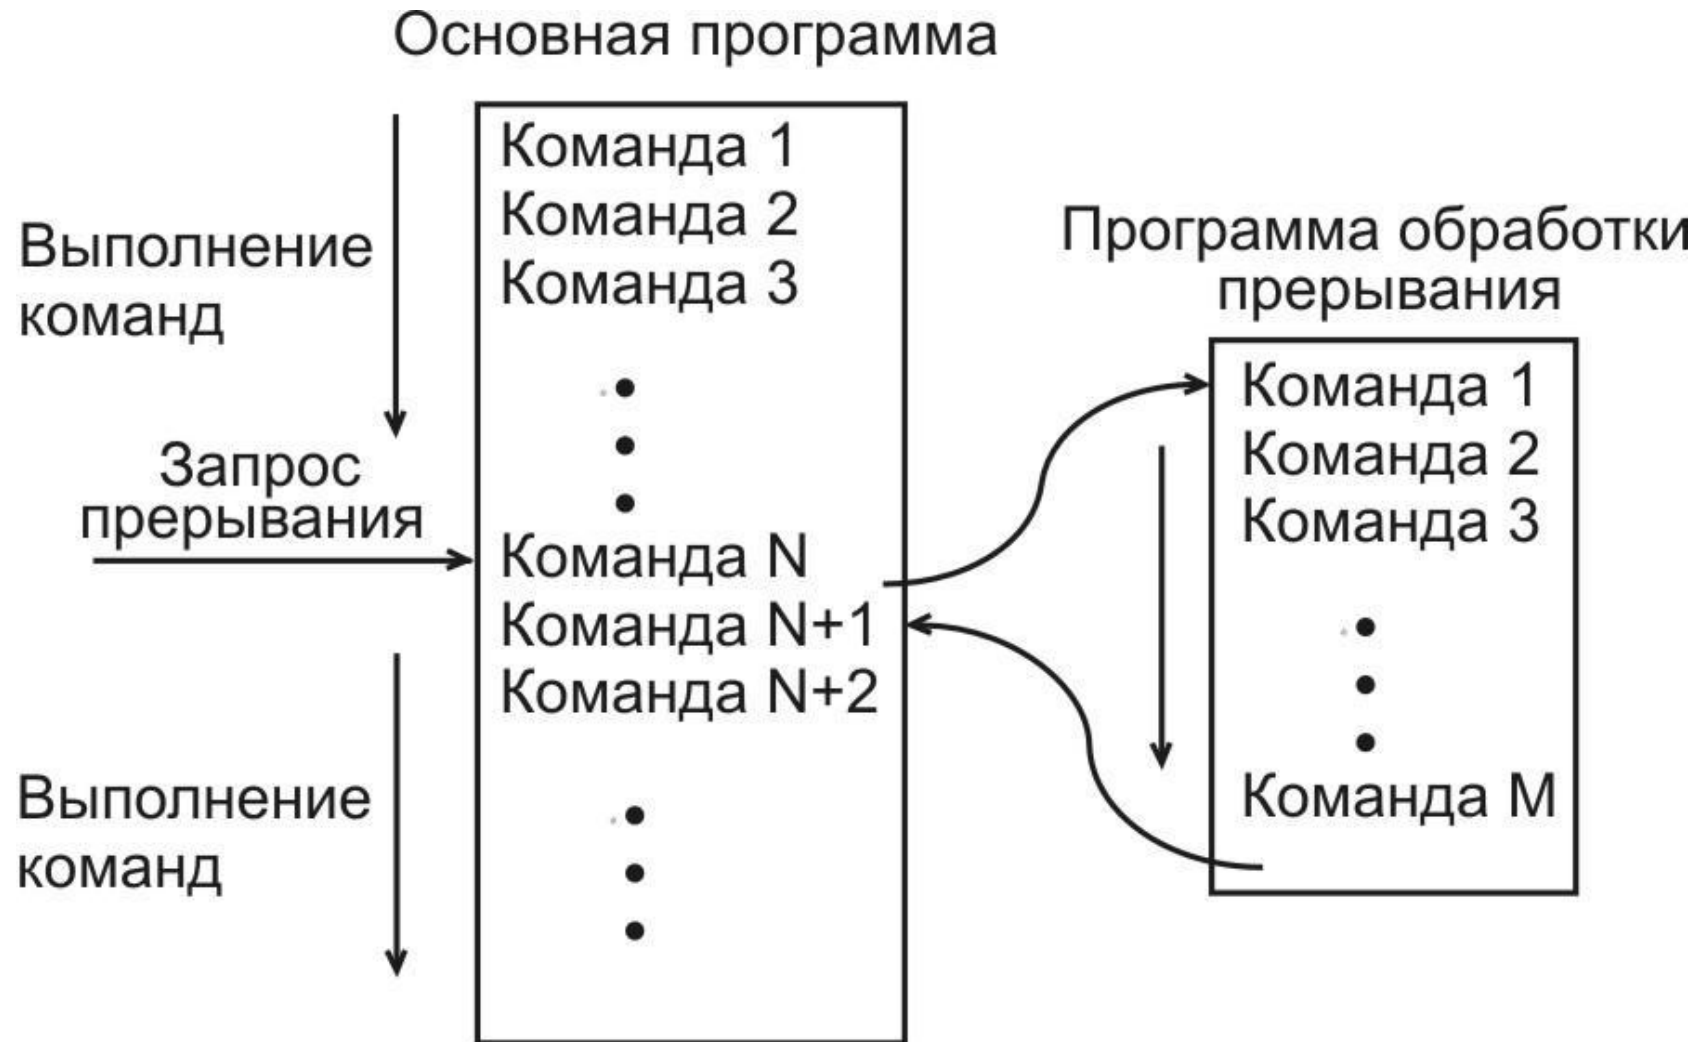 Основная программа
Команда 1
Команда 2
Команда 3
Выполнение
команд
Запрос
прерывания
Команда N
Команда N+1
Команда N+2
Выполнение
команд
Программа обработки
прерывания
Команда 1
Команда 2
Команда 3
Команда M